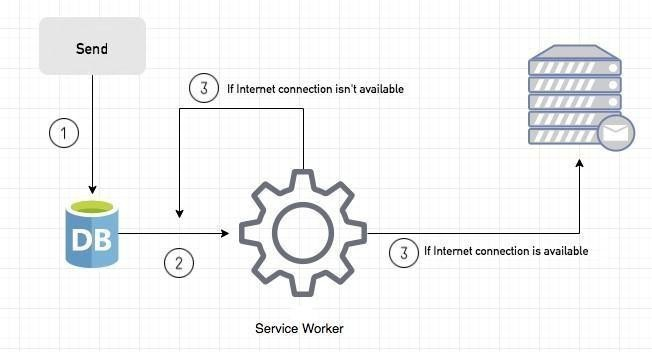 Send
3 If Internet connection isn't available
1
DB
2
3 If Internet connection is available
Service Worker